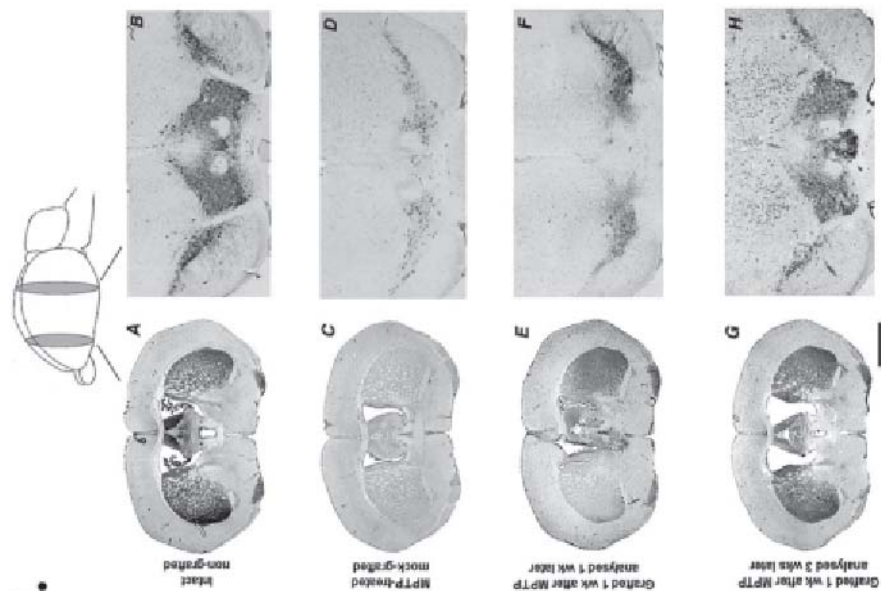 A
B
Intact
non-grafted
C
D
MPTP-treated
mock-grafted
E
F
Grafted 1 wk after MPTP
analysed 1 wk later
G
H
Grafted 1 wk after MPTP
analysed 3 wks later